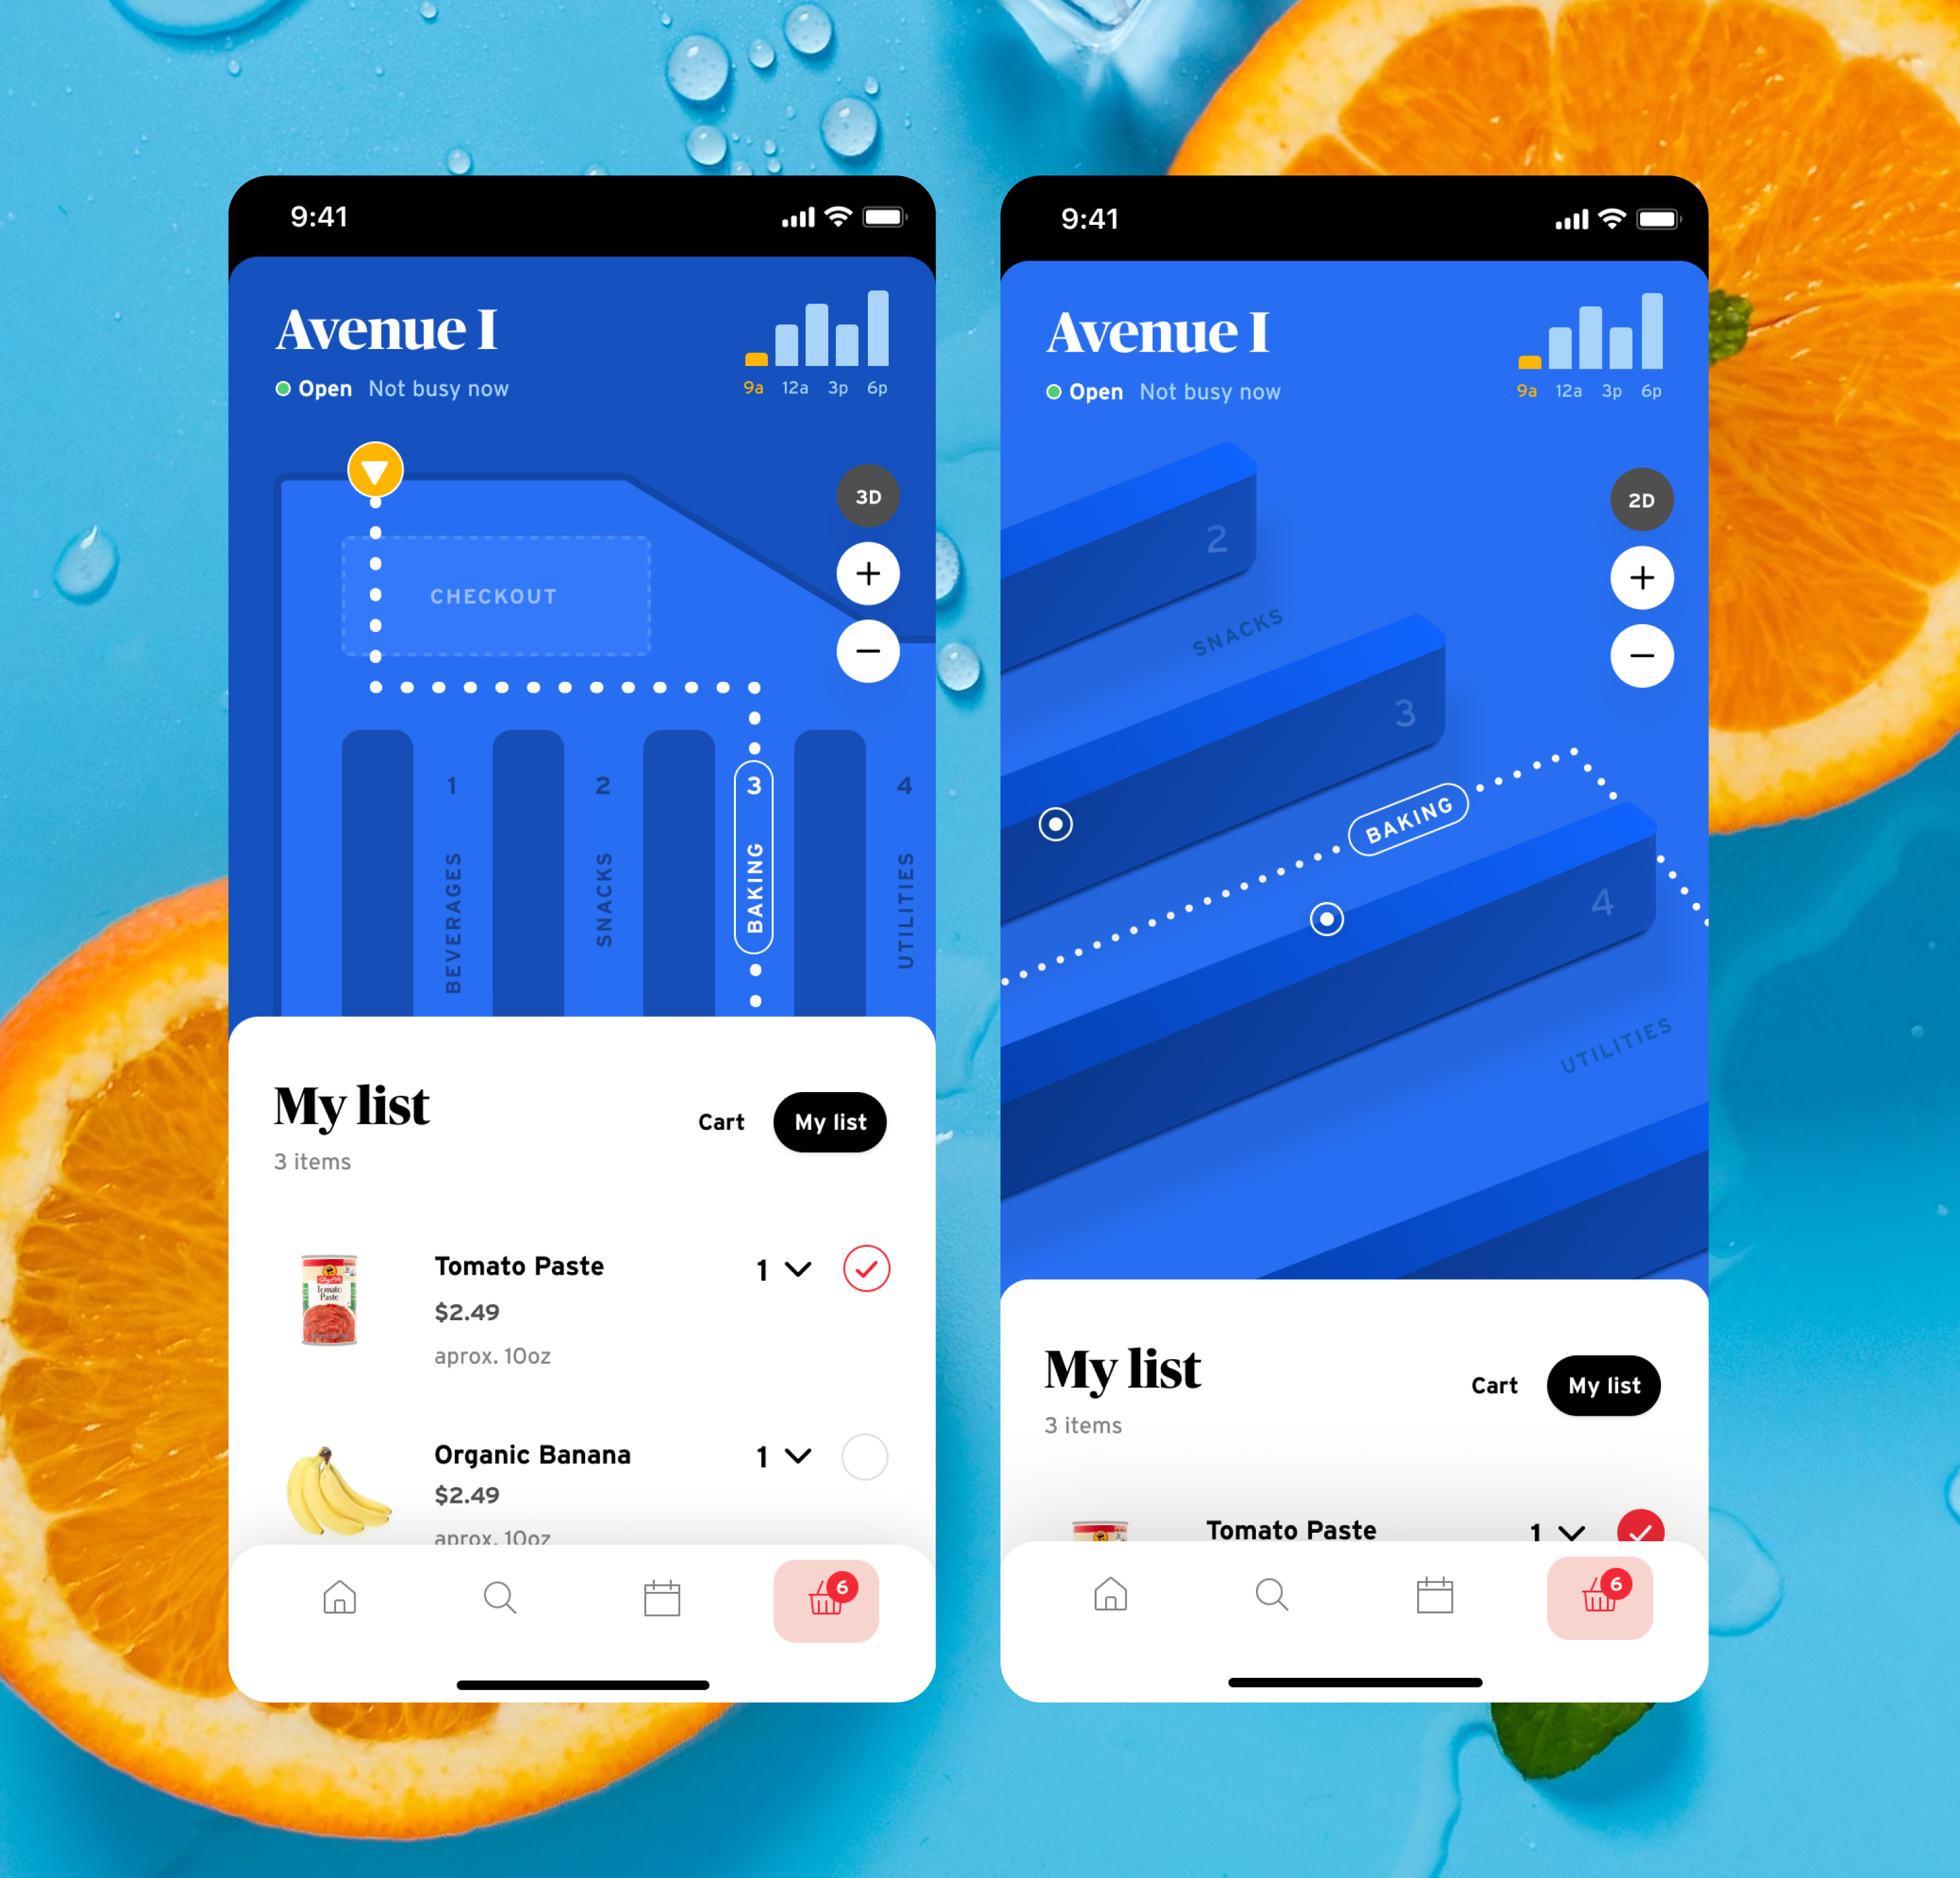 9:41
Avenue I
Open Not busy now
9a 12a 3p 6p
3D
CHECKOUT
1 2 3 4
BEVERAGES
SNACKS
BAKING
UTILITIES
My list
Cart My list
3 items
Tomato Paste 1
$2.49
aprox. 10oz
Tomato
Paste
Organic Banana 1
$2.49
aprox. 10oz
6
9:41
Avenue I
Open Not busy now
9a 12a 3p 6p
2D
2
SNACKS
3
BAKING
4
UTILITIES
My list
Cart My list
3 items
Tomato Paste 1
6